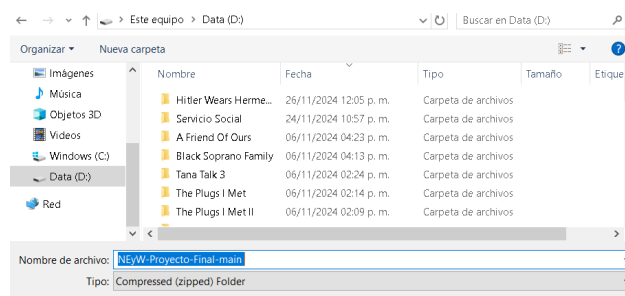 Este equipo > Data (D:) Buscar en Data (D:)
Organizar Nueva carpeta
Nombre Fecha Tipo Tamaño Etique
Imágenes
Música
Objetos 3D
Videos
Windows (C:)
Data (D:)
Red
Hitler Wears Herme... 26/11/2024 12:05 p. m. Carpeta de archivos
Servicio Social 24/11/2024 10:57 p. m. Carpeta de archivos
A Friend Of Ours 06/11/2024 04:23 p. m. Carpeta de archivos
Black Soprano Family 06/11/2024 04:13 p. m. Carpeta de archivos
Tana Talk 3 06/11/2024 02:24 p. m. Carpeta de archivos
The Plugs I Met 06/11/2024 02:14 p. m. Carpeta de archivos
The Plugs I Met II 06/11/2024 02:09 p. m. Carpeta de archivos
Nombre de archivo: NEyW-Proyecto-Final-main
Tipo: Compressed (zipped) Folder